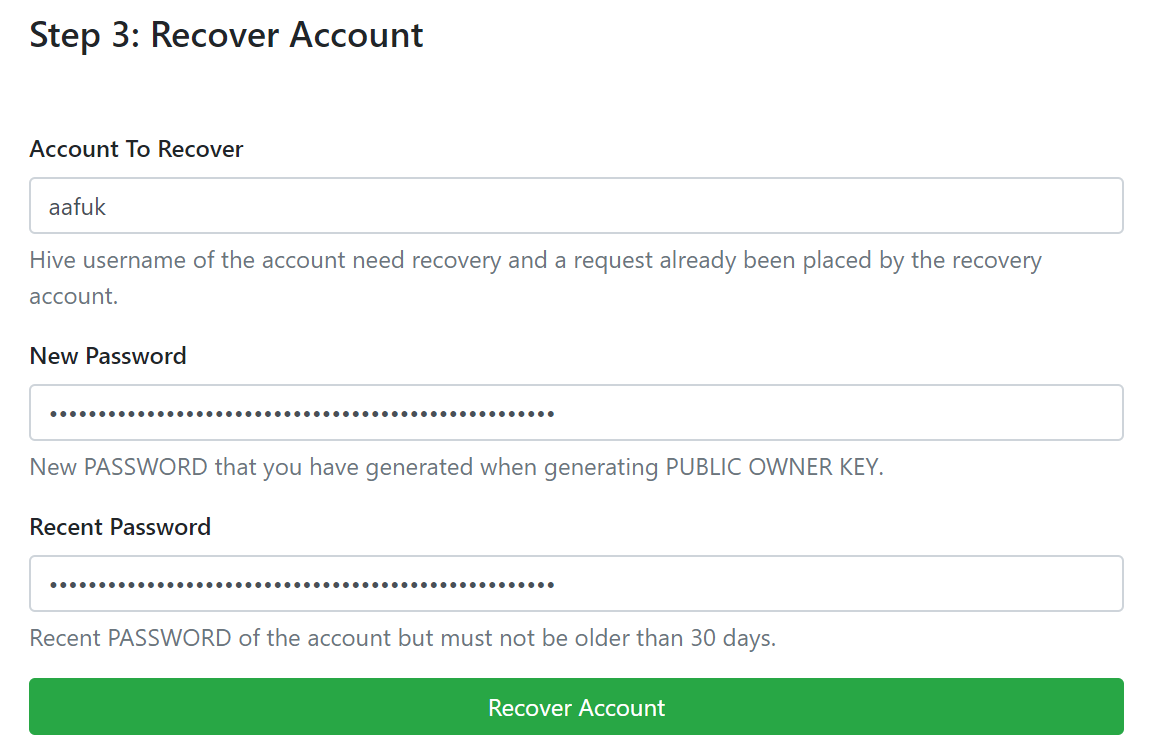 Step 3: Recover Account
Account To Recover
aafuk
Hive username of the account need recovery and a request already been placed by the recovery
account.
New Password
••••••••••••••••••••••••••••••••••••••••••••••••••••
New PASSWORD that you have generated when generating PUBLIC OWNER KEY.
Recent Password
••••••••••••••••••••••••••••••••••••••••••••••••••••
Recent PASSWORD of the account but must not be older than 30 days.
Recover Account